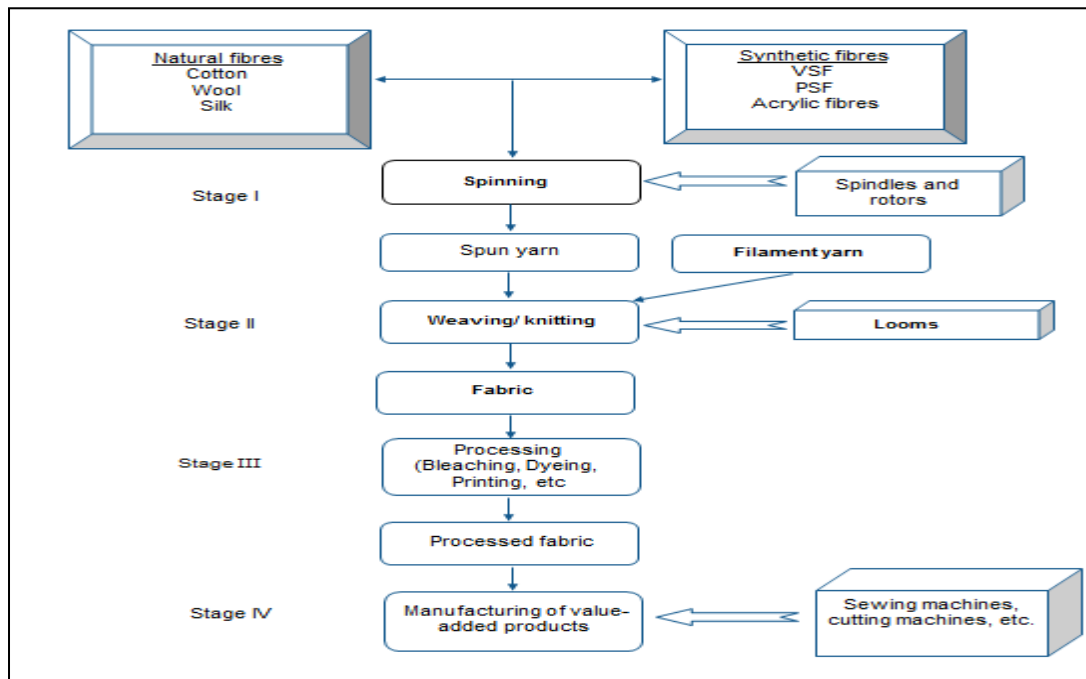 Natural fibres
Cotton
Wool
Silk
Synthetic fibres
VSF
PSF
Acrylic fibres
Stage I
Spinning
Spindles and
rotors
Spun yarn
Filament yarn
Stage II
Weaving/ knitting
Looms
Fabric
Stage III
Processing
(Bleaching, Dyeing,
Printing, etc
Processed fabric
Stage IV
Manufacturing of value-
added products
Sewing machines,
cutting machines, etc.